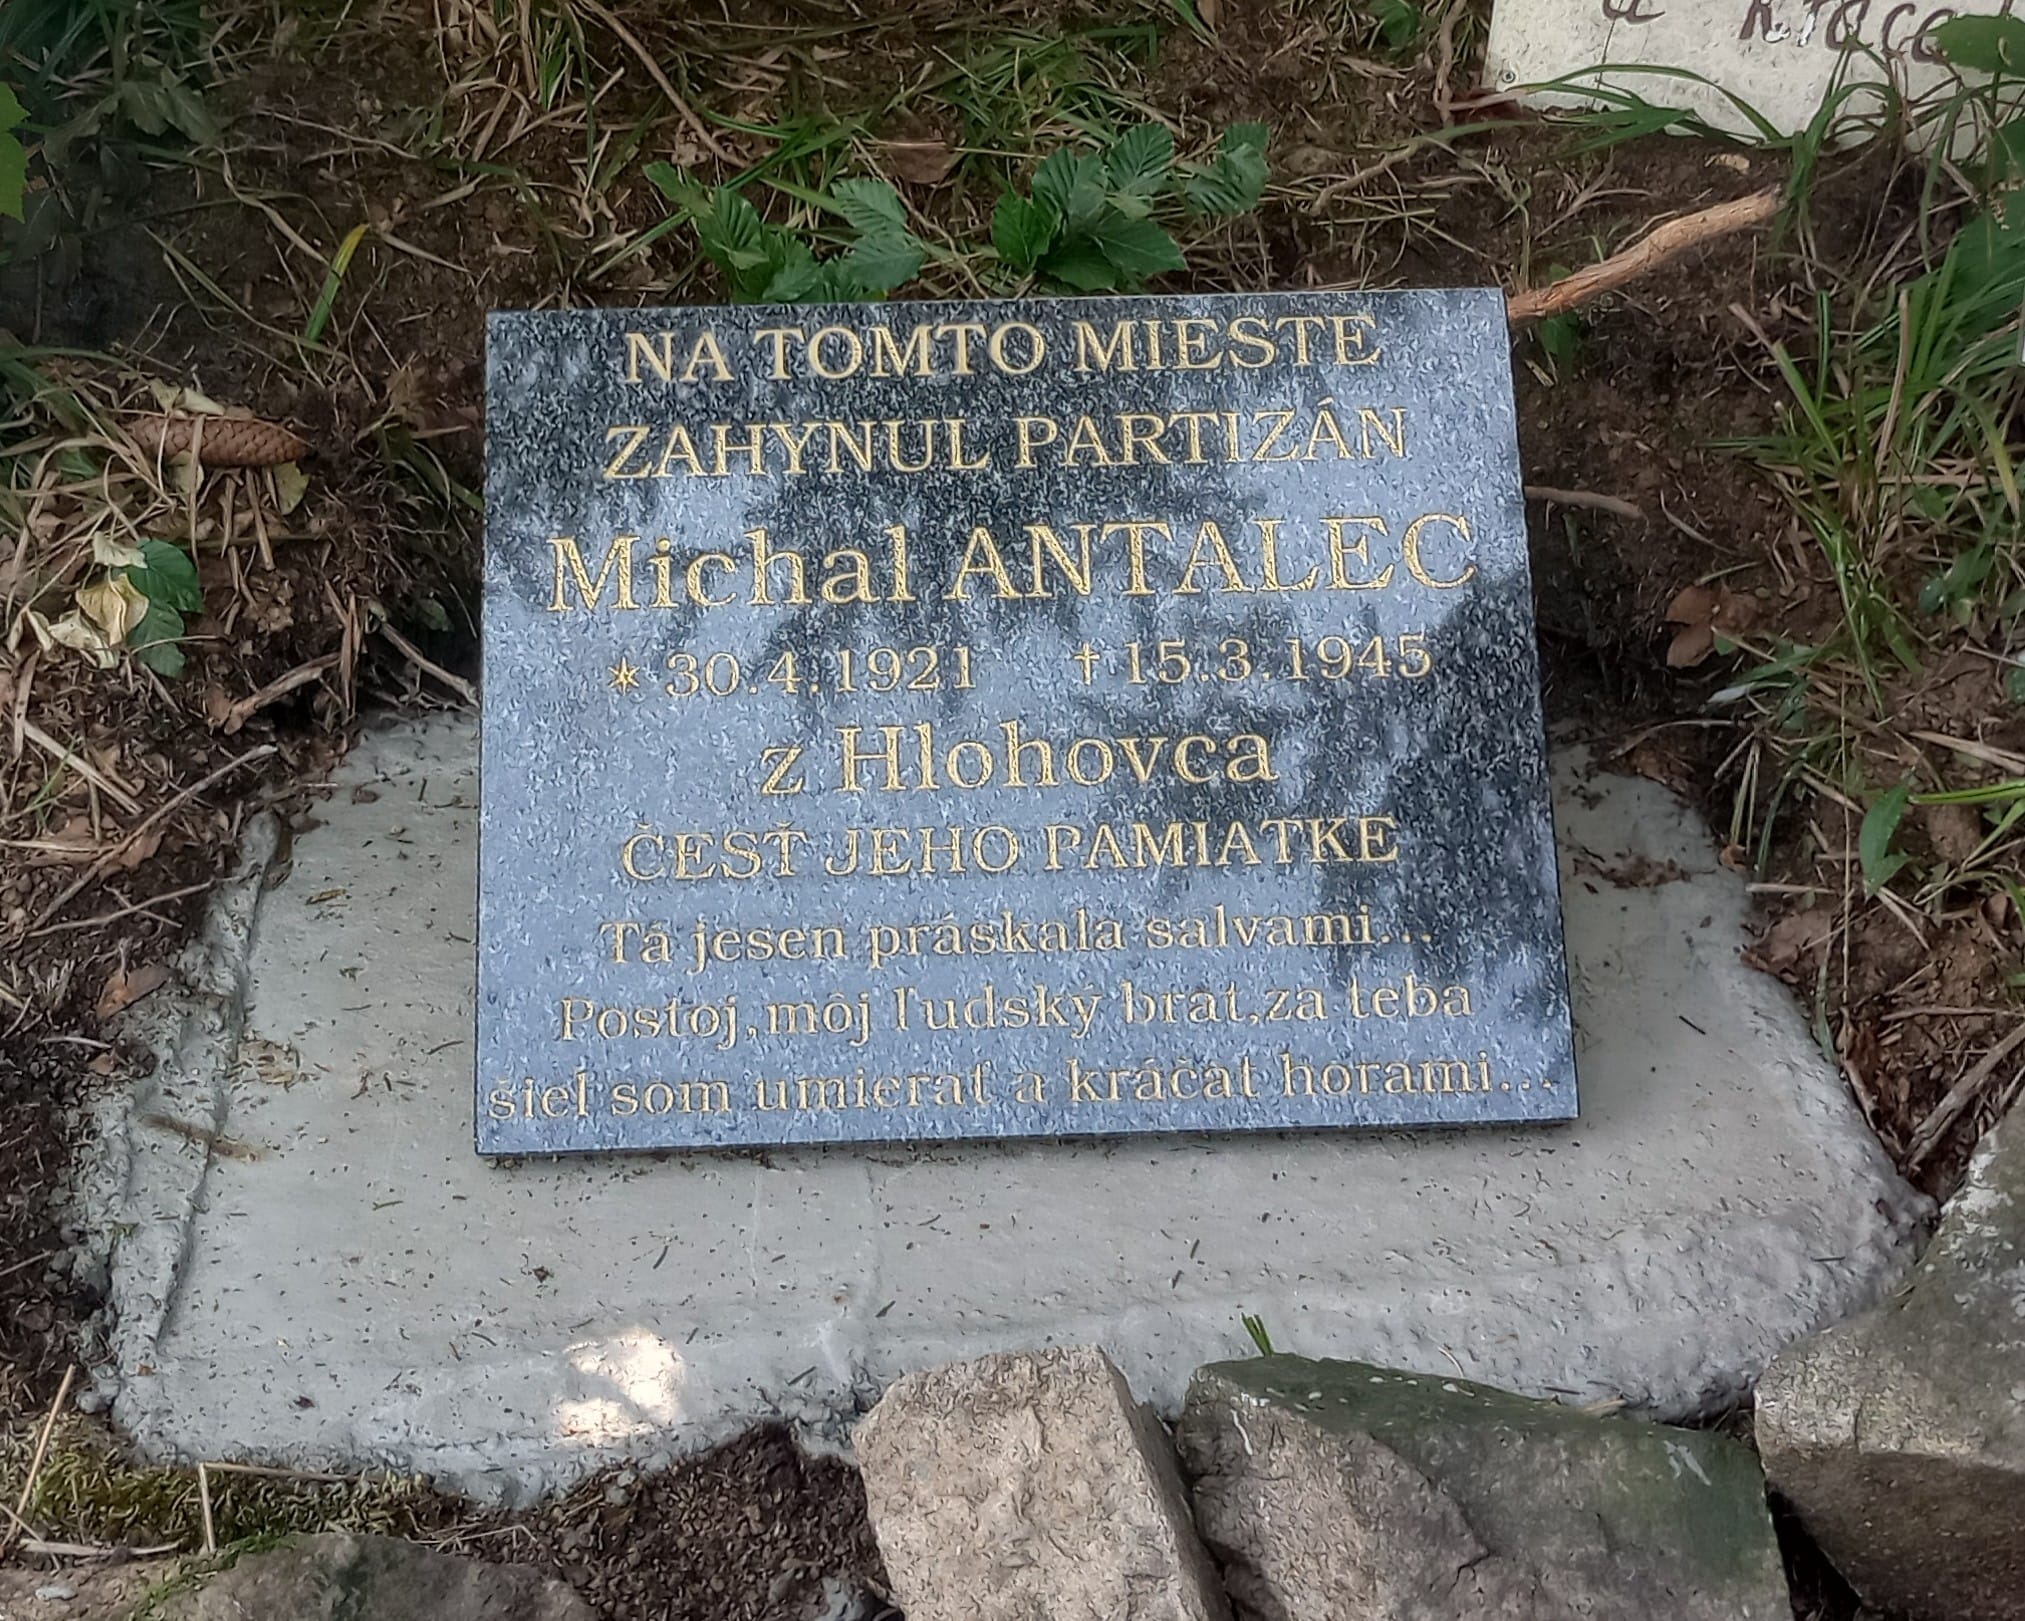 NA TOMTO MIESTE
ZAHYNUL PARTIZÁN
Michal ANTALEC
* 30.4.1921 † 15.3.1945
z Hlohovca
ČESŤ JEHO PAMIATKE
Tá jesen práskala salvami...
Postoj, môj ľudský brat, za teba
šiel som umierať a kráčať horami...